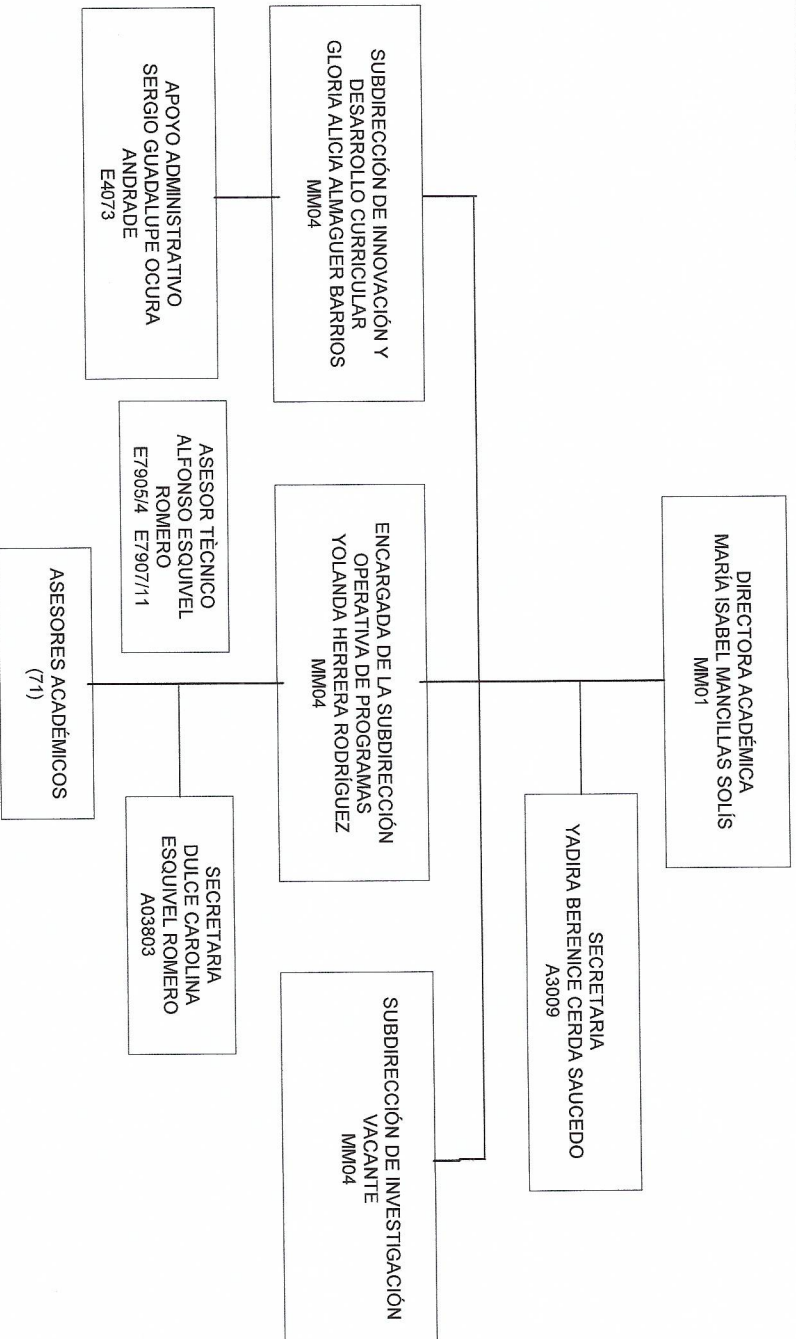 DIRECTORA ACADÉMICA
MARÍA ISABEL MANCILLAS SOLÍS
MM01
SECRETARIA
YADIRA BERENICE CERDA SAUCEDO
A3009
SUBDIRECCIÓN DE INNOVACIÓN Y
DESARROLLO CURRICULAR
GLORIA ALICIA ALMAGUER BARRIOS
MM04
ENCARGADA DE LA SUBDIRECCIÓN
OPERATIVA DE PROGRAMAS
YOLANDA HERRERA RODRÍGUEZ
MM04
SUBDIRECCIÓN DE INVESTIGACIÓN
VACANTE
MM04
APOYO ADMINISTRATIVO
SERGIO GUADALUPE OCURA
ANDRADE
E4073
ASESOR TÈCNICO
ALFONSO ESQUIVEL
ROMERO
E7905/4 E7907/11
SECRETARIA
DULCE CAROLINA
ESQUIVEL ROMERO
A03803
ASESORES ACADÉMICOS
(71)